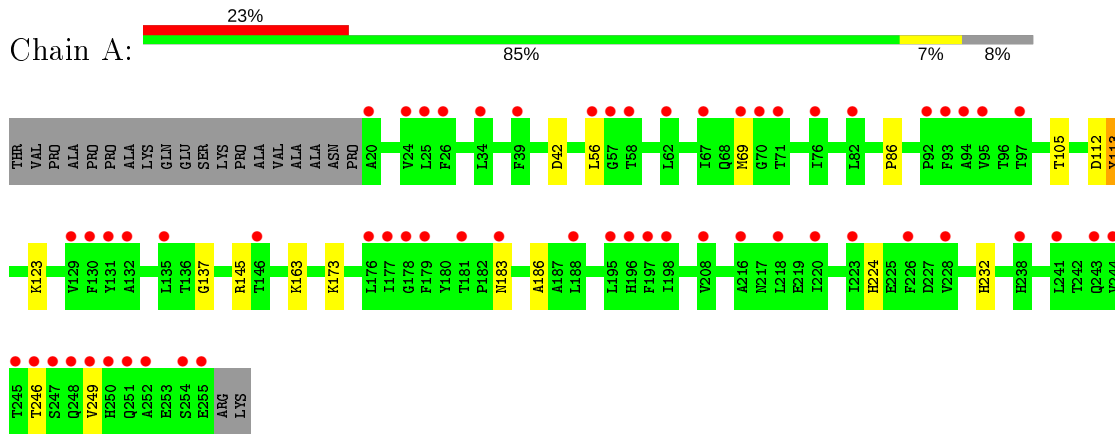 23%
Chain A:
85% 7% 8%
THR VAL PRO ALA PRO PRO ALA LYS GLN GLU SER LYS PRO ALA VAL ALA ALA ASN PRO A20 V24 L25 F26 L34 F39 D42 L56 G57 T58 L62 I67 Q68 M69 G70 T71 I76 L82 P86 P92 F93 A94 V95 T96 T97 T105 D112
K123 V129 F130 Y131 A132 L135 T136 G137 R145 T146 K163 K173 L176 I177 G178 F179 Y180 T181 P182 N183 A186 A187 L188 L195 H196 F197 I198 V208 A216 N217 L218 E219 I220 I223 H224 E225 F226 D227 V228 H232 H238 L241 T242 Q243
T245 T246 S247 Q248 V249 H250 Q251 A252 E253 S254 E255 ARG LYS